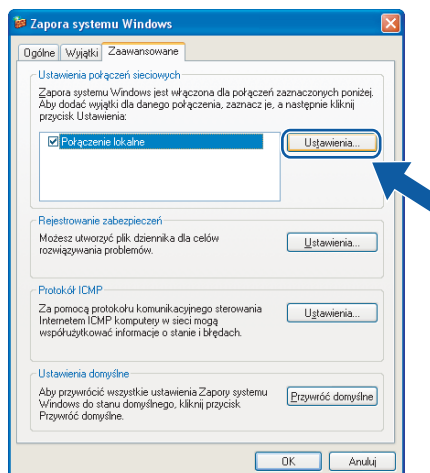 Zapora systemu Windows
Ogólne Wyjątki Zaawansowane
Ustawienia połączeń sieciowych
Zapora systemu Windows jest włączona dla połączeń zaznaczonych poniżej.
Aby dodać wyjątki dla danego połączenia, zaznacz je, a następnie kliknij
przycisk Ustawienia:
Połączenie lokalne
Ustawienia...
Rejestrowanie zabezpieczeń
Możesz utworzyć plik dziennika dla celów
rozwiązywania problemów.
Ustawienia...
Protokół ICMP
Za pomocą protokołu komunikacyjnego sterowania
Internetem ICMP komputery w sieci mogą
współużytkować informacje o stanie i błędach.
Ustawienia...
Ustawienia domyślne
Aby przywrócić wszystkie ustawienia Zapory systemu
Windows do stanu domyślnego, kliknij przycisk
Przywróć domyślne.
Przywróć domyślne
OK Anuluj